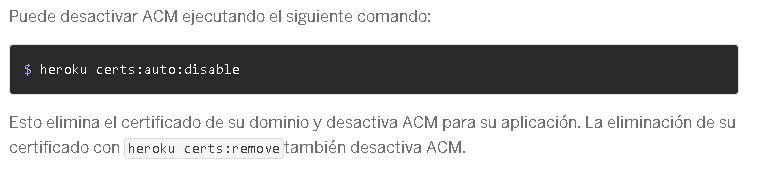 Puede desactivar ACM ejecutando el siguiente comando:
$ heroku certs:auto:disable
Esto elimina el certificado de su dominio y desactiva ACM para su aplicación. La eliminación de su
certificado con heroku certs:remove también desactiva ACM.